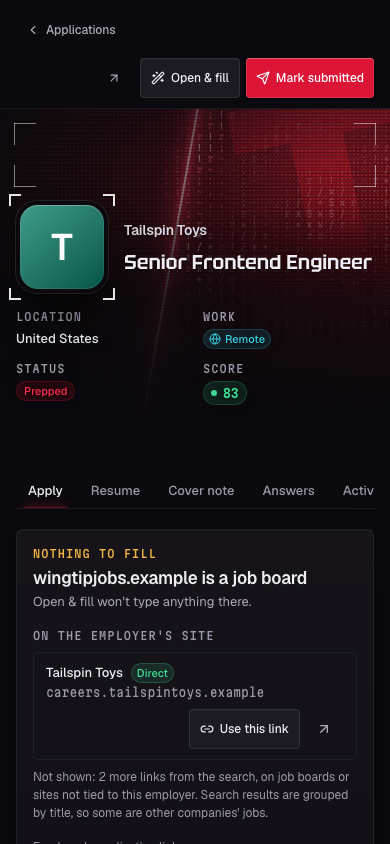 Applications
Open & fill
Mark submitted
T
Tailspin Toys
Senior Frontend Engineer
LOCATION
WORK
United States
Remote
STATUS
SCORE
Prepped
83
Apply
Resume
Cover note
Answers
Activ
NOTHING TO FILL
wingtipjobs.example is a job board
Open & fill won't type anything there.
ON THE EMPLOYER'S SITE
Tailspin Toys
Direct
careers.tailspintoys.example
Use this link
Not shown: 2 more links from the search, on job boards or
sites not tied to this employer. Search results are grouped
by title, so some are other companies' jobs.